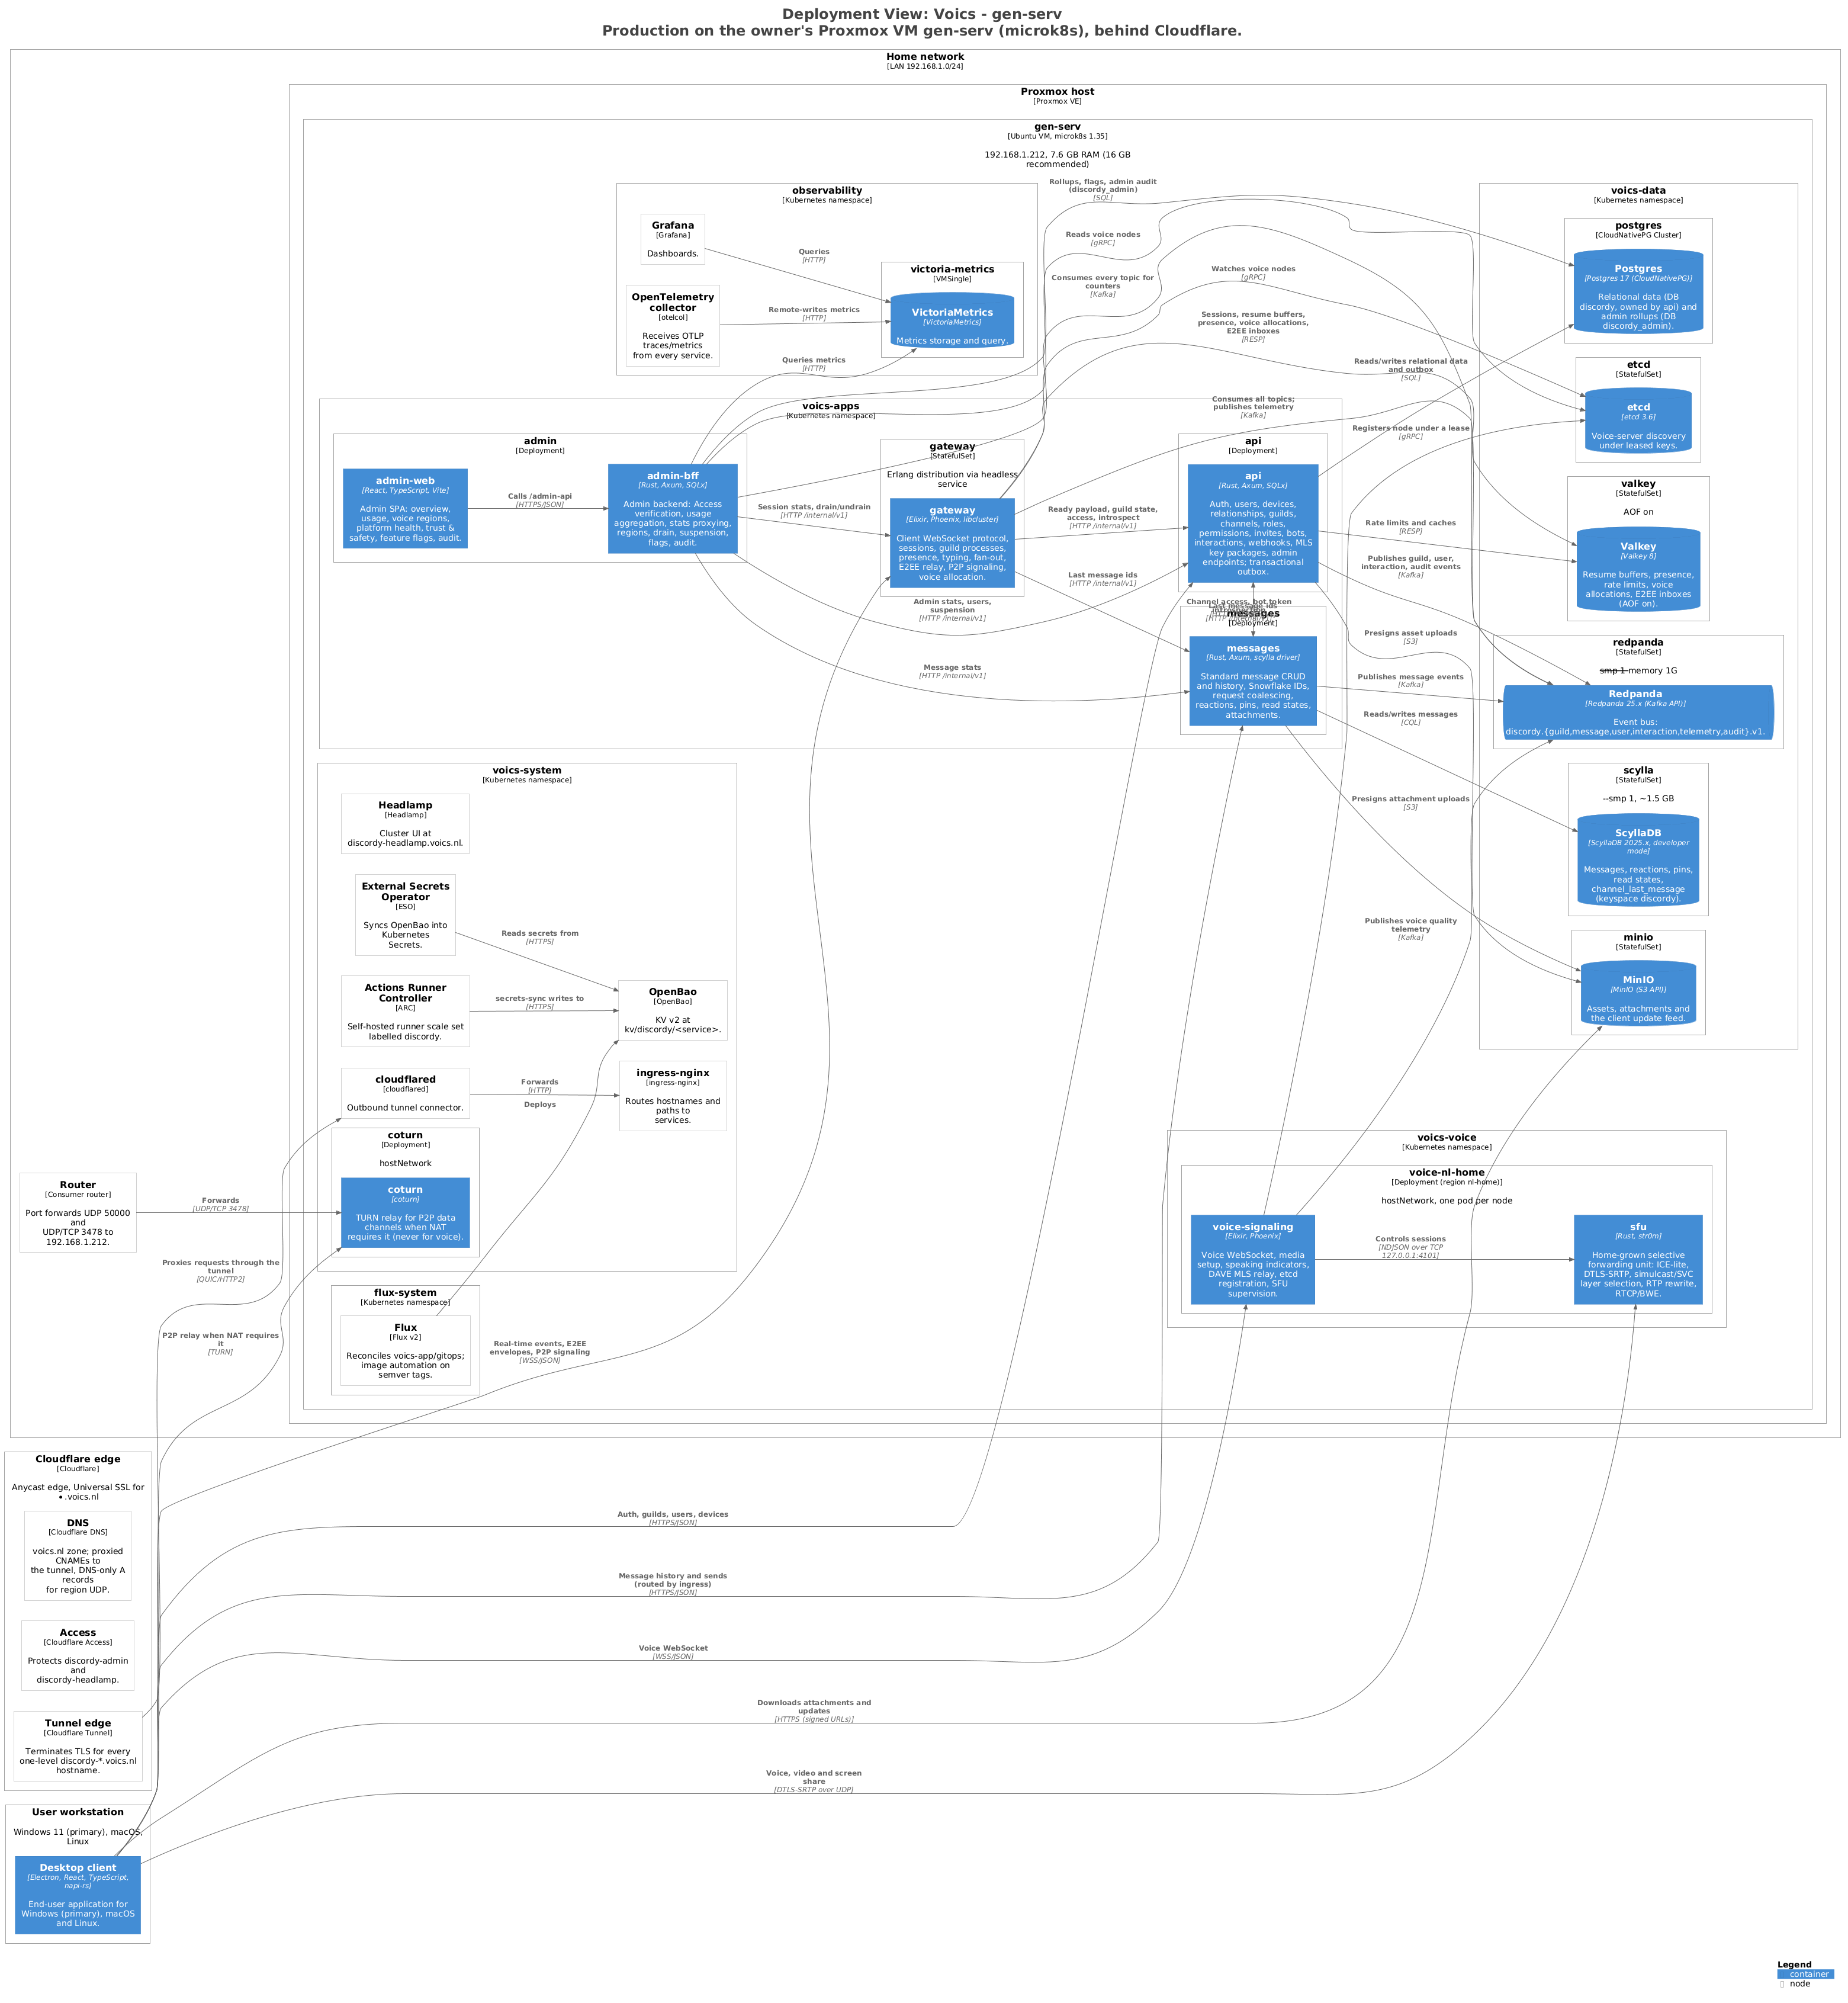 Deployment View: Voics - gen-serv
Production on the owner's Proxmox VM gen-serv (microk8s), behind Cloudflare.
Home network
[LAN 192.168.1.0/24]
Proxmox host
[Proxmox VE]
gen-serv
[Ubuntu VM, microk8s 1.35]
192.168.1.212, 7.6 GB RAM (16 GB
recommended)
observability
[Kubernetes namespace]
Grafana
[Grafana]
Dashboards.
OpenTelemetry
collector
[otelcol]
Receives OTLP
traces/metrics
from every service.
Queries
[HTTP]
Remote-writes metrics
[HTTP]
Queries metrics
[HTTP]
victoria-metrics
[VMSingle]
VictoriaMetrics
[VictoriaMetrics]
Metrics storage and query.
Rollups, flags, admin audit
(discordy_admin)
[SQL]
Reads voice nodes
[gRPC]
Consumes every topic for
counters
[Kafka]
Watches voice nodes
[gRPC]
Sessions, resume buffers,
presence, voice allocations,
E2EE inboxes
[RESP]
Reads/writes relational data
and outbox
[SQL]
Consumes all topics;
publishes telemetry
[Kafka]
Registers node under a lease
[gRPC]
voics-data
[Kubernetes namespace]
postgres
[CloudNativePG Cluster]
Postgres
[Postgres 17 (CloudNativePG)]
Relational data (DB
discordy, owned by api) and
admin rollups (DB
discordy_admin).
etcd
[StatefulSet]
etcd
[etcd 3.6]
Voice-server discovery
under leased keys.
valkey
[StatefulSet]
AOF on
Valkey
[Valkey 8]
Resume buffers, presence,
rate limits, voice
allocations, E2EE inboxes
(AOF on).
redpanda
[StatefulSet]
smp 1 memory 1G
Redpanda
[Redpanda 25.x (Kafka API)]
Event bus:
discordy.{guild,message,user,interaction,telemetry,audit}.v1.
scylla
[StatefulSet]
--smp 1, ~1.5 GB
ScyllaDB
[ScyllaDB 2025.x, developer
mode]
Messages, reactions, pins,
read states,
channel_last_message
(keyspace discordy).
minio
[StatefulSet]
MinIO
[MinIO (S3 API)]
Assets, attachments and
the client update feed.
voics-apps
[Kubernetes namespace]
admin
[Deployment]
admin-web
[React, TypeScript, Vite]
Admin SPA: overview,
usage, voice regions,
platform health, trust &
safety, feature flags, audit.
Calls /admin-api
[HTTPS/JSON]
admin-bff
[Rust, Axum, SQLx]
Admin backend: Access
verification, usage
aggregation, stats proxying,
regions, drain, suspension,
flags, audit.
Session stats, drain/undrain
[HTTP /internal/v1]
gateway
[StatefulSet]
Erlang distribution via headless
service
gateway
[Elixir, Phoenix, libcluster]
Client WebSocket protocol,
sessions, guild processes,
presence, typing, fan-out,
E2EE relay, P2P signaling,
voice allocation.
Ready payload, guild state,
access, introspect
[HTTP /internal/v1]
Last message ids
[HTTP /internal/v1]
Admin stats, users,
suspension
[HTTP /internal/v1]
Message stats
[HTTP /internal/v1]
api
[Deployment]
api
[Rust, Axum, SQLx]
Auth, users, devices,
relationships, guilds,
channels, roles,
permissions, invites, bots,
interactions, webhooks, MLS
key packages, admin
endpoints; transactional
outbox.
Channel access, bot token
messages
[Deployment]
messages
[Rust, Axum, scylla driver]
Standard message CRUD
and history, Snowflake IDs,
request coalescing,
reactions, pins, read states,
attachments.
Rate limits and caches
[RESP]
Publishes guild, user,
interaction, audit events
[Kafka]
Presigns asset uploads
[S3]
Publishes message events
[Kafka]
Reads/writes messages
[CQL]
Presigns attachment uploads
[S3]
Publishes voice quality
telemetry
[Kafka]
voics-system
[Kubernetes namespace]
Headlamp
[Headlamp]
Cluster UI at
discordy-headlamp.voics.nl.
External Secrets
Operator
[ESO]
Syncs OpenBao into
Kubernetes
Secrets.
Reads secrets from
[HTTPS]
Actions Runner
Controller
[ARC]
Self-hosted runner scale set
labelled discordy.
secrets-sync writes to
[HTTPS]
OpenBao
[OpenBao]
KV v2 at
kv/discordy/<service>.
cloudflared
[cloudflared]
Outbound tunnel connector.
Forwards
[HTTP]
Deploys
ingress-nginx
[ingress-nginx]
Routes hostnames and
paths to
services.
coturn
[Deployment]
hostNetwork
coturn
[coturn]
TURN relay for P2P data
channels when NAT
requires it (never for voice).
Router
[Consumer router]
Port forwards UDP 50000
and
UDP/TCP 3478 to
192.168.1.212.
Forwards
[UDP/TCP 3478]
Proxies requests through the
tunnel
[QUIC/HTTP2]
P2P relay when NAT requires
it
[TURN]
flux-system
[Kubernetes namespace]
Flux
[Flux v2]
Reconciles voics-app/gitops;
image automation on
semver tags.
Real-time events, E2EE
envelopes, P2P signaling
[WSS/JSON]
voics-voice
[Kubernetes namespace]
voice-nl-home
[Deployment (region nl-home)]
hostNetwork, one pod per node
voice-signaling
[Elixir, Phoenix]
Voice WebSocket, media
setup, speaking indicators,
DAVE MLS relay, etcd
registration, SFU
supervision.
Controls sessions
[NDJSON over TCP
127.0.0.1:4101]
sfu
[Rust, str0m]
Home-grown selective
forwarding unit: ICE-lite,
DTLS-SRTP, simulcast/SVC
layer selection, RTP rewrite,
RTCP/BWE.
Cloudflare edge
[Cloudflare]
Anycast edge, Universal SSL for
• .voics.nl
DNS
[Cloudflare DNS]
voics.nl zone; proxied
CNAMEs to
the tunnel, DNS-only A
records
for region UDP.
Access
[Cloudflare Access]
Protects discordy-admin
and
discordy-headlamp.
Tunnel edge
[Cloudflare Tunnel]
Terminates TLS for every
one-level discordy-*.voics.nl
hostname.
Auth, guilds, users, devices
[HTTPS/JSON]
Message history and sends
(routed by ingress)
[HTTPS/JSON]
Voice WebSocket
[WSS/JSON]
Downloads attachments and
updates
[HTTPS (signed URLs)]
Voice, video and screen
share
[DTLS-SRTP over UDP]
User workstation
Windows 11 (primary), macOS,
Linux
Desktop client
[Electron, React, TypeScript,
napi-rs]
End-user application for
Windows (primary), macOS
and Linux.
Legend
container
node